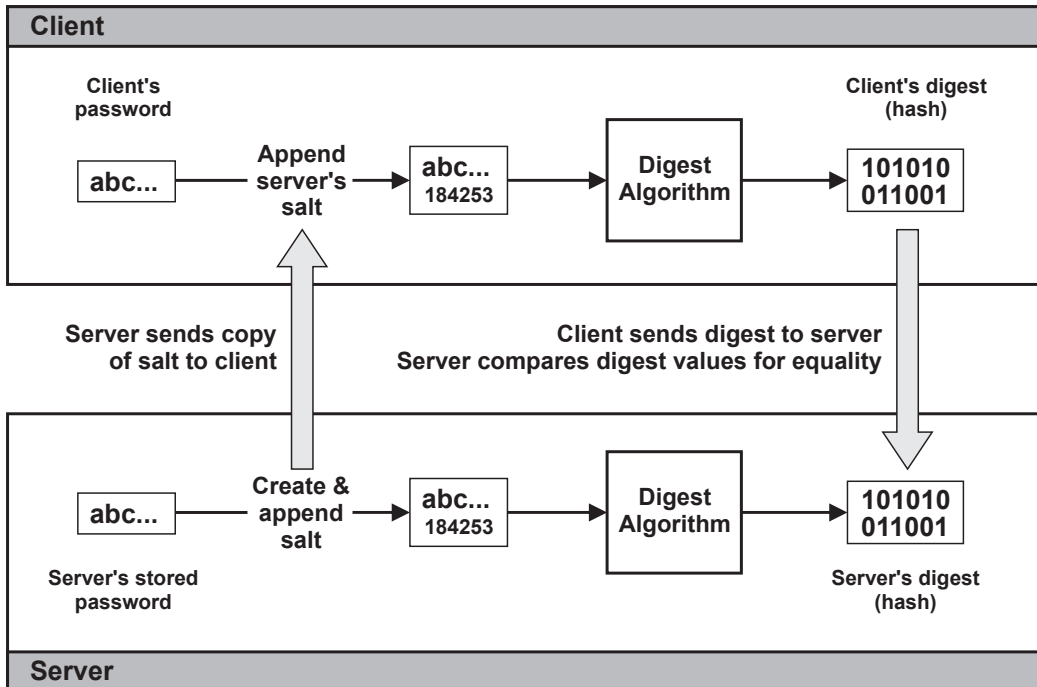 Client
Client's
password
Client's digest
(hash)
abc...
Append
server's
salt
abc...
184253
Digest
Algorithm
101010
011001
Server sends copy
of salt to client
Client sends digest to server
Server compares digest values for equality
abc...
Create &
append
salt
abc...
184253
Digest
Algorithm
101010
011001
Server's stored
password
Server's digest
(hash)
Server